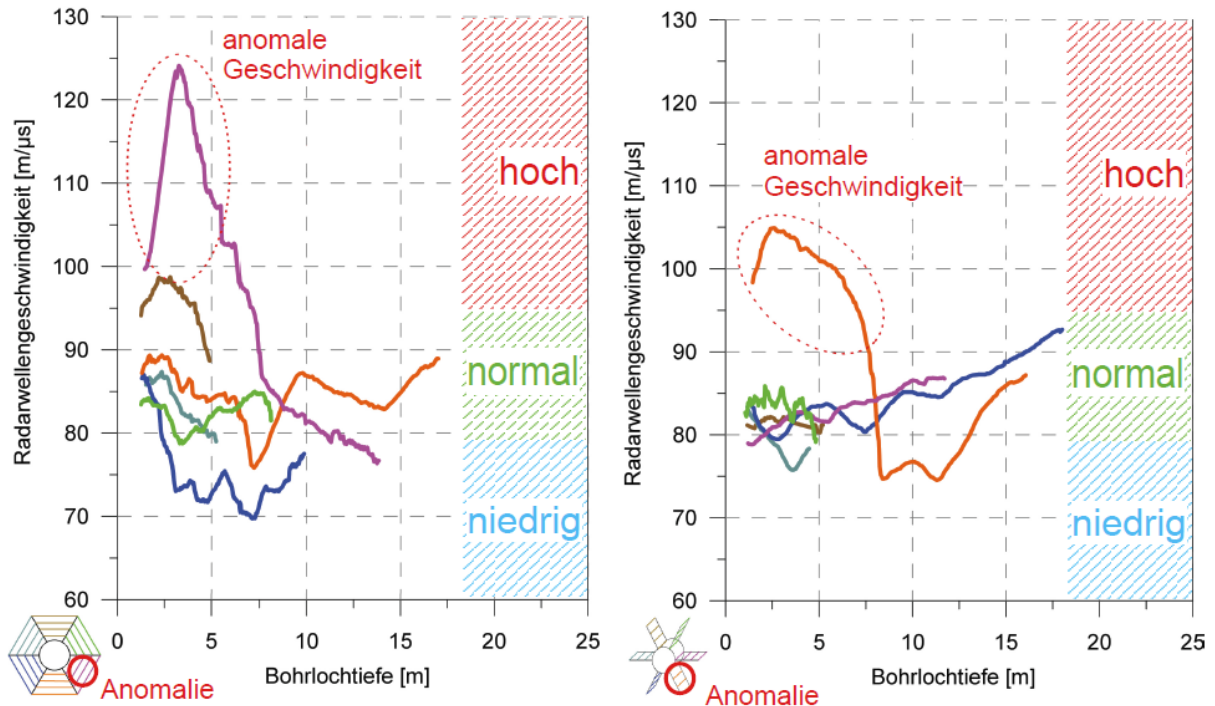 130
120
110
100
90
80
70
60
Radarwellengeschwindigkeit [m/µs]
anomale
Geschwindigkeit
hoch
normal
niedrig
0
5
10
15
20
25
Bohrlochtiefe [m]
Anomalie
130
120
110
100
90
80
70
60
Radarwellengeschwindigkeit [m/µs]
anomale
Geschwindigkeit
hoch
normal
niedrig
0
5
10
15
20
25
Bohrlochtiefe [m]
Anomalie